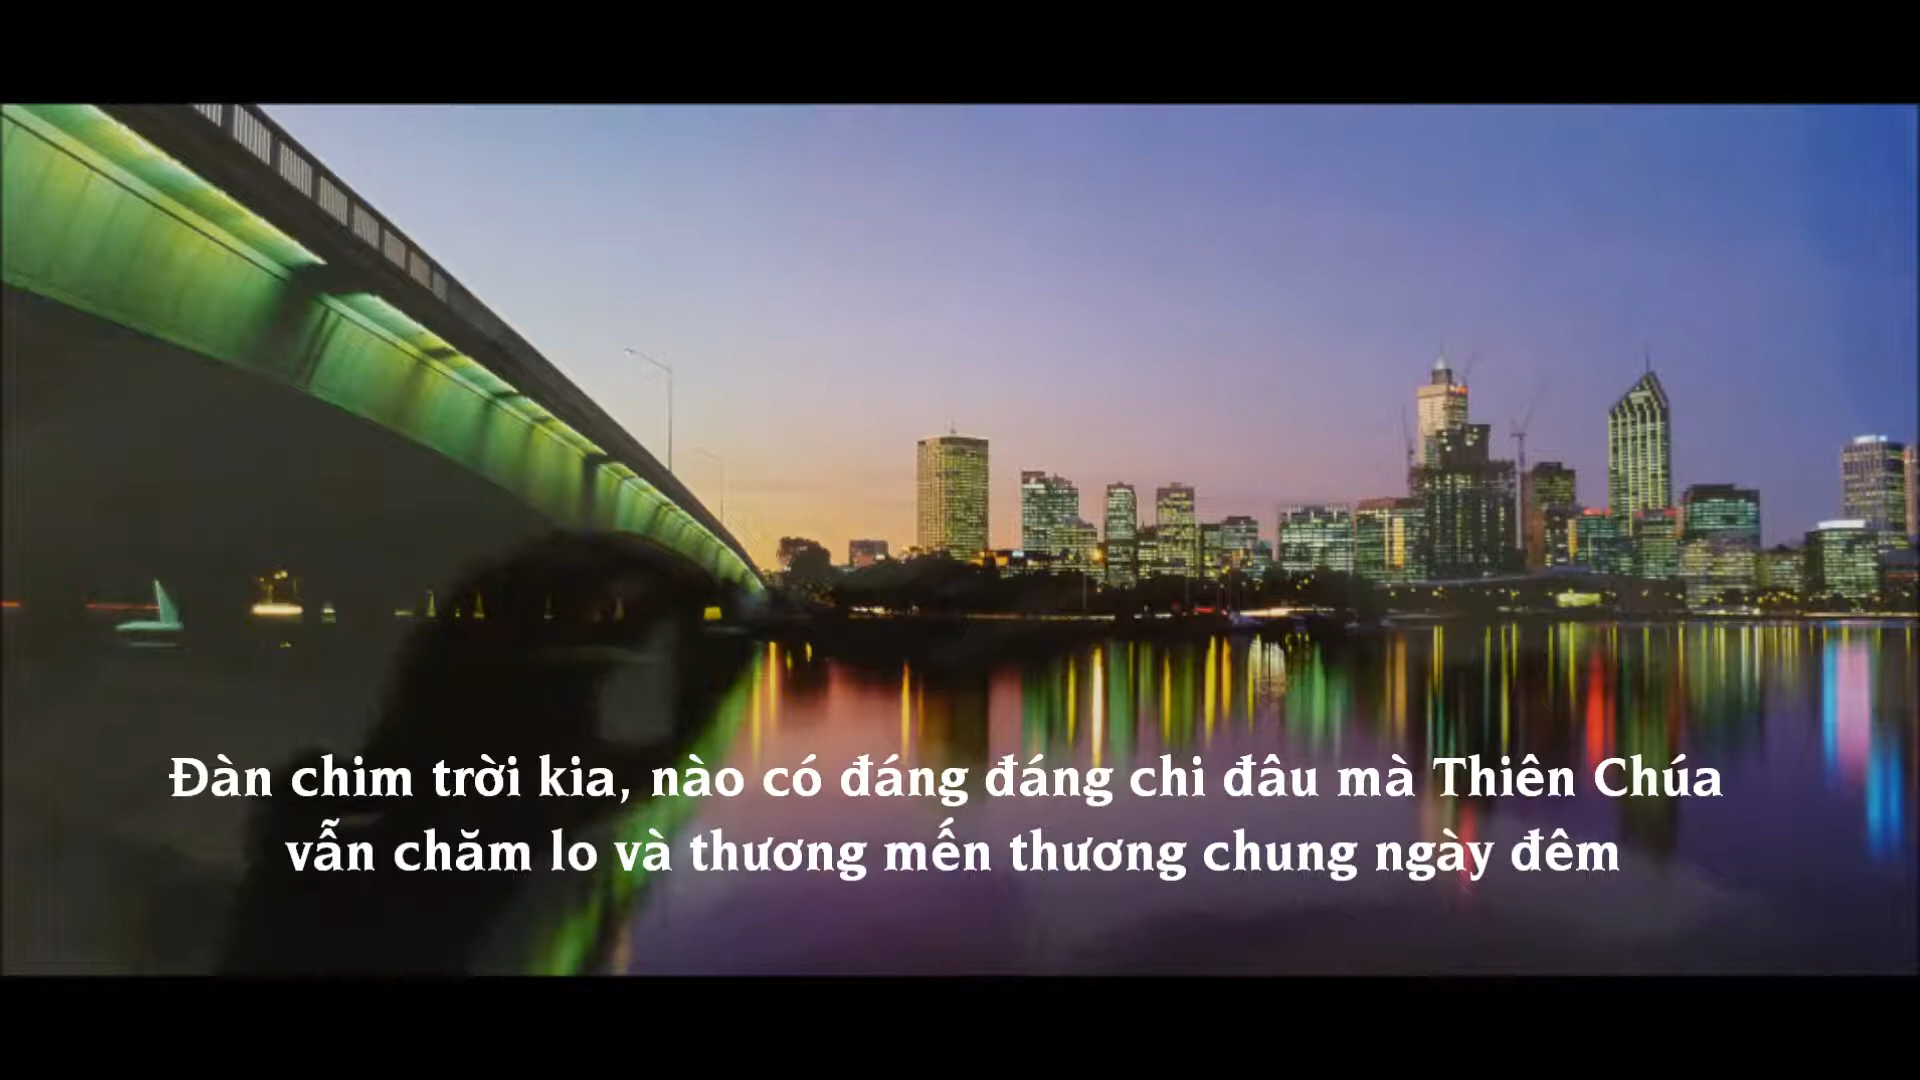 Đàn chim trời kia, nào có đáng đáng chi đâu mà Thiên Chúa
vẫn chăm lo và thương mến thương chung ngày đêm